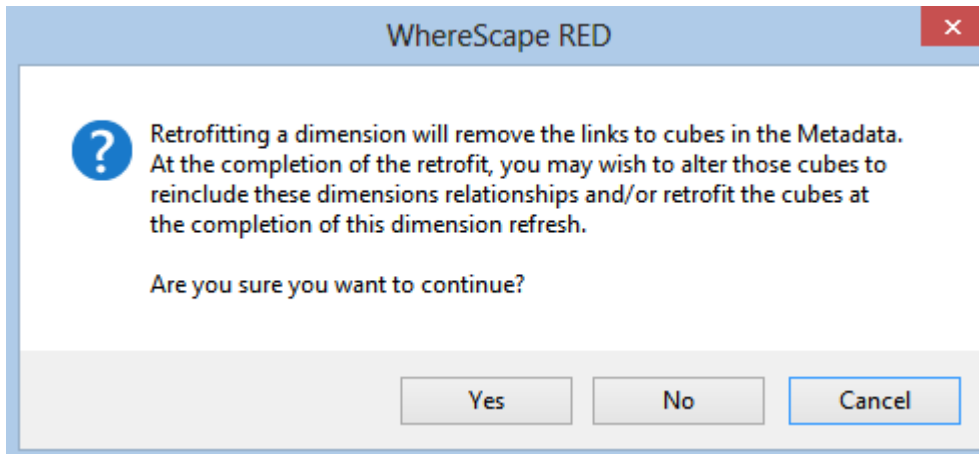 WhereScape RED
Retrofitting a dimension will remove the links to cubes in the Metadata.
At the completion of the retrofit, you may wish to alter those cubes to
reinclude these dimensions relationships and/or retrofit the cubes at
the completion of this dimension refresh.
Are you sure you want to continue?
Yes No Cancel